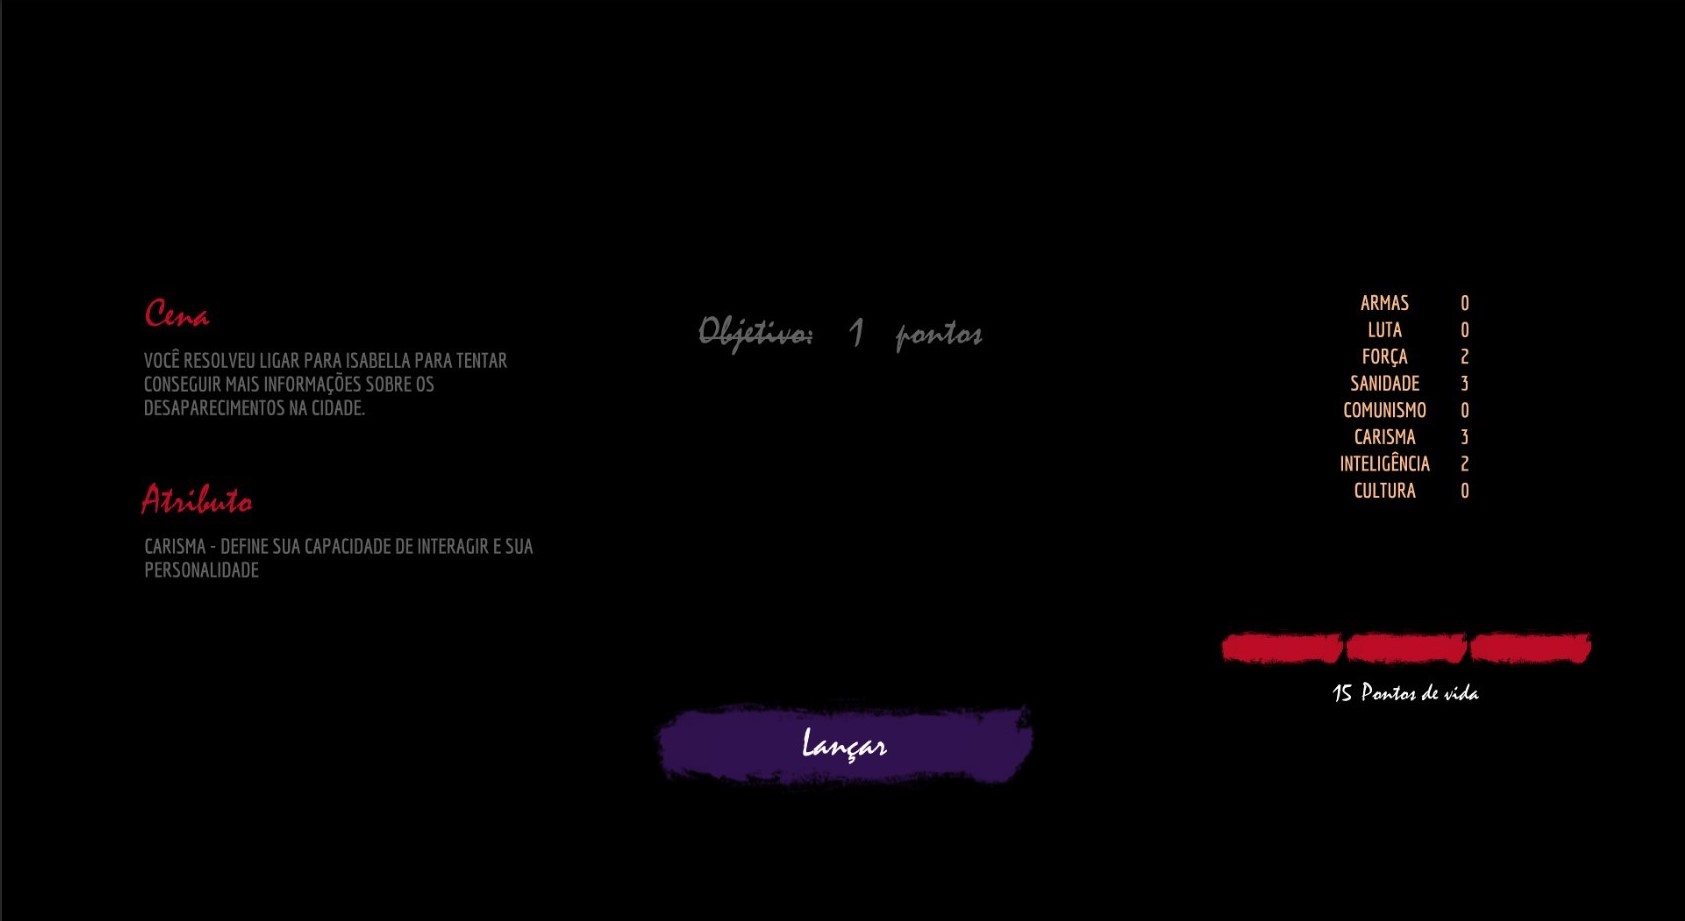 Cena
VOCÊ RESOLVEU LIGAR PARA ISABELLA PARA TENTAR
CONSEGUIR MAIS INFORMAÇÕES SOBRE OS
DESAPARECIMENTOS NA CIDADE.
Atributo
CARISMA - DEFINE SUA CAPACIDADE DE INTERAGIR E SUA
PERSONALIDADE
Objetivo: 1 pontos
Lançar
ARMAS 0
LUTA 0
FORÇA 2
SANIDADE 3
COMUNISMO 0
CARISMA 3
INTELIGÊNCIA 2
CULTURA 0
15 Pontos de vida